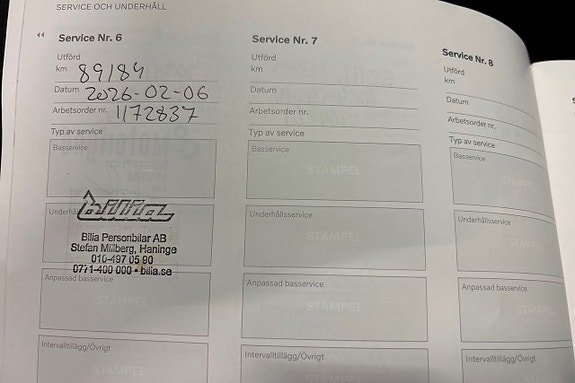 SERVICE OCH UNDERHÅLL
Service Nr. 6
Utförd
km 89184
Datum 2026-02-06
Arbetsorder nr. 1172837
Typ av service
Basservice
STÄMPEL
Underhålls
bilia
Bilia Personbilar AB
Stefan Milberg, Haninge
010-497 05 90
0771-400 000 • bilia.se
Anpassad basservice
STÄMPEL
Intervalltillägg/Övrigt
STÄMPEL
Service Nr. 7
Utförd
km
Datum
Arbetsorder nr.
Typ av service
Basservice
STÄMPEL
Underhållsservice
STÄMPEL
Anpassad basservice
STÄMPEL
Intervalltillägg/Övrigt
STÄMPEL
Service Nr. 8
Utförd
km
Datum
Arbetsorder nr.
Typ av service
Basservice
STÄMPEL
Underhållsservice
STÄMPEL
Anpassad basservice
STÄMPEL
Intervalltillägg/Övrigt
STÄMPEL